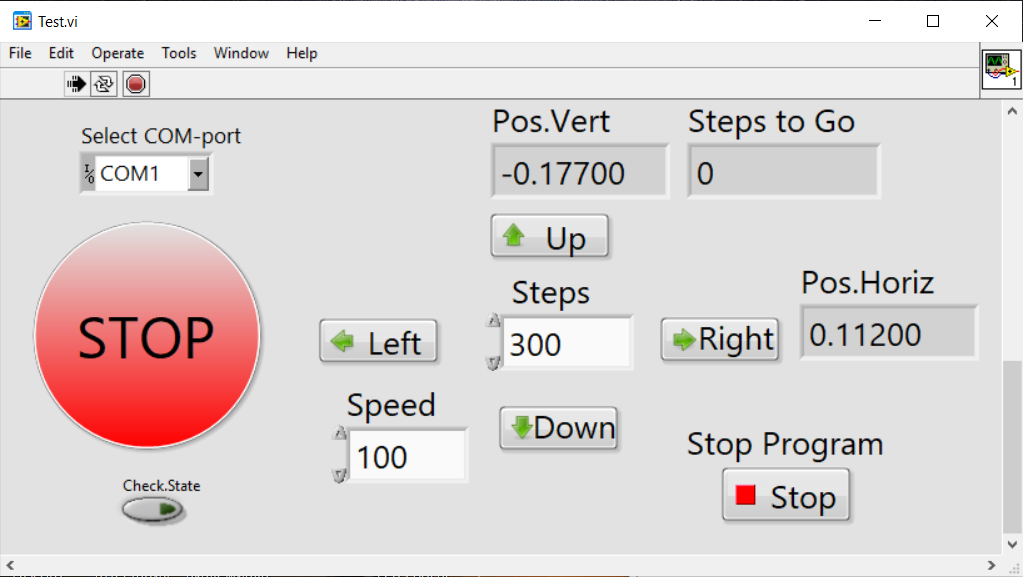 Test.vi
File Edit Operate Tools Window Help
1
Select COM-port
I/O COM1
Pos.Vert
-0.17700
Steps to Go
0
Up
STOP
Left
Steps
300
Right
Pos.Horiz
0.11200
Speed
100
Down
Stop Program
Stop
Check.State